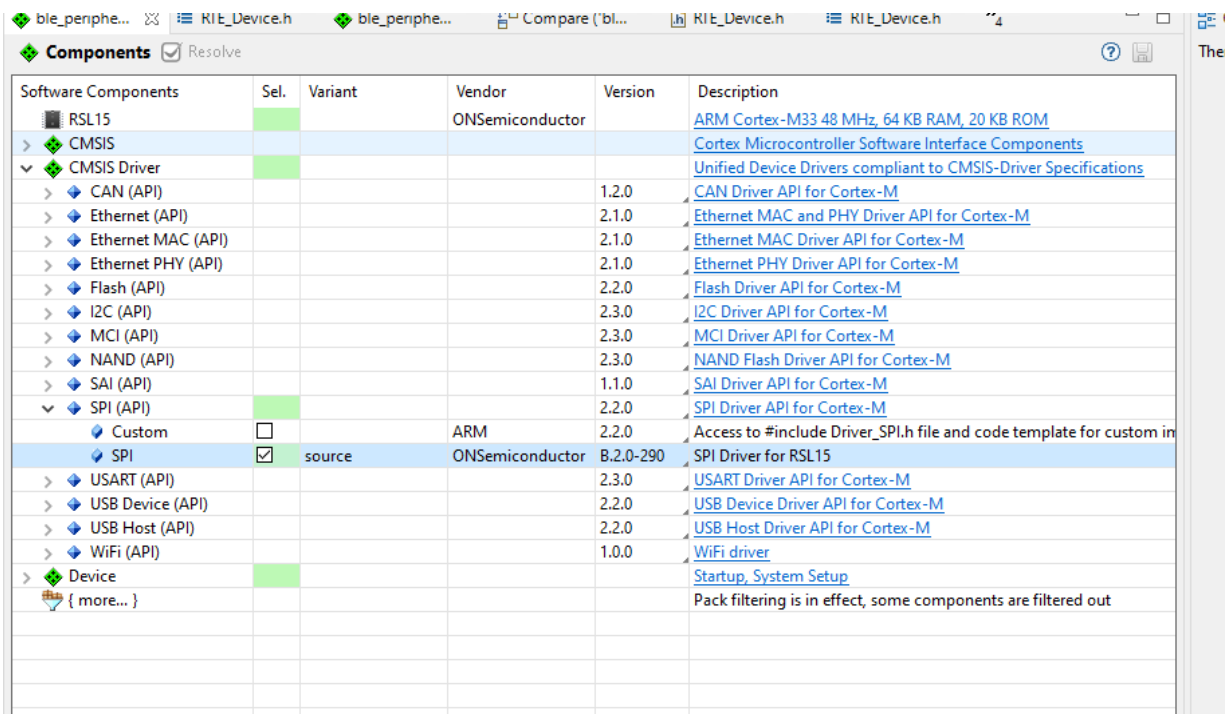 ble_periphe... RTE_Device.h ble_periphe... Compare ('bl... RTE_Device.h RTE_Device.h »4
Components Resolve
The
Software Components Sel. Variant Vendor Version Description
RSL15 ONSemiconductor ARM Cortex-M33 48 MHz, 64 KB RAM, 20 KB ROM
CMSIS Cortex Microcontroller Software Interface Components
CMSIS Driver Unified Device Drivers compliant to CMSIS-Driver Specifications
CAN (API) 1.2.0 CAN Driver API for Cortex-M
Ethernet (API) 2.1.0 Ethernet MAC and PHY Driver API for Cortex-M
Ethernet MAC (API) 2.1.0 Ethernet MAC Driver API for Cortex-M
Ethernet PHY (API) 2.1.0 Ethernet PHY Driver API for Cortex-M
Flash (API) 2.2.0 Flash Driver API for Cortex-M
I2C (API) 2.3.0 I2C Driver API for Cortex-M
MCI (API) 2.3.0 MCI Driver API for Cortex-M
NAND (API) 2.3.0 NAND Flash Driver API for Cortex-M
SAI (API) 1.1.0 SAI Driver API for Cortex-M
SPI (API) 2.2.0 SPI Driver API for Cortex-M
Custom ARM 2.2.0 Access to #include Driver_SPI.h file and code template for custom im
SPI source ONSemiconductor B.2.0-290 SPI Driver for RSL15
USART (API) 2.3.0 USART Driver API for Cortex-M
USB Device (API) 2.2.0 USB Device Driver API for Cortex-M
USB Host (API) 2.2.0 USB Host Driver API for Cortex-M
WiFi (API) 1.0.0 WiFi driver
Device Startup, System Setup
{ more... } Pack filtering is in effect, some components are filtered out